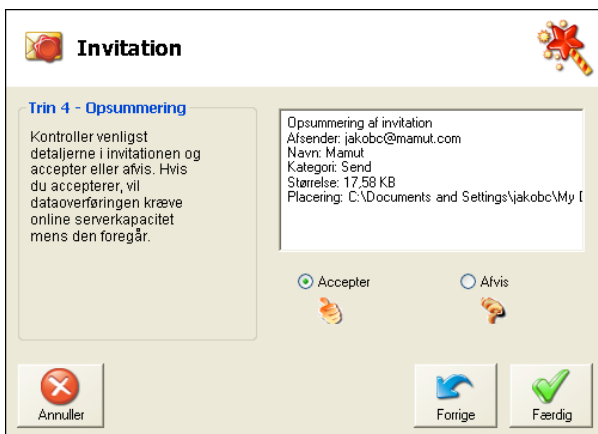 Invitation
Trin 4 - Opsummering
Kontroller venligst
detaljerne i invitationen og
accepter eller afvis. Hvis
du accepterer, vil
dataoverføringen kræve
online serverkapacitet
mens den foregår.
Opsummering af invitation
Afsender: jakobc@mamut.com
Navn: Mamut
Kategori: Send
Størrelse: 17,58 KB
Placering: C:\Documents and Settings\jakobc\My
Accepter
Afvis
Annuller
Forrige
Færdig